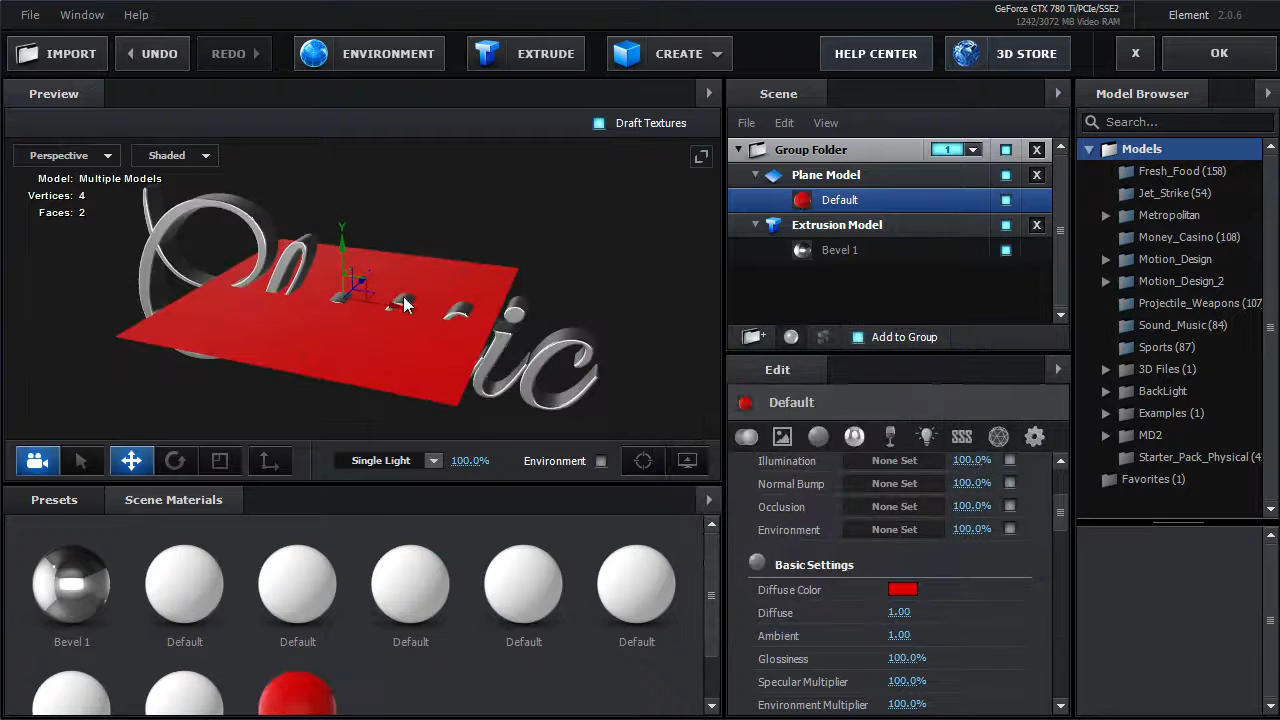 File Window Help
GeForce GTX 780 Ti/PCIe/SSE2
1242/3072 MB Video RAM
Element 2.0.6
IMPORT UNDO REDO ENVIRONMENT EXTRUDE CREATE HELP CENTER 3D STORE X OK
Preview
Draft Textures
Perspective Shaded
Model: Multiple Models
Vertices: 4
Faces: 2
Y
Single Light 100.0% Environment
Presets Scene Materials
Bevel 1 Default Default Default Default Default
Scene
File Edit View
Group Folder 1 X
Plane Model X
Default
Extrusion Model X
Bevel 1
Add to Group
Edit
Default
SSS
Illumination None Set 100.0%
Normal Bump None Set 100.0%
Occlusion None Set 100.0%
Environment None Set 100.0%
Basic Settings
Diffuse Color
Diffuse 1.00
Ambient 1.00
Glossiness 100.0%
Specular Multiplier 100.0%
Environment Multiplier 100.0%
Model Browser
Search...
Models
Fresh_Food (158)
Jet_Strike (54)
Metropolitan
Money_Casino (108)
Motion_Design
Motion_Design_2
Projectile_Weapons (107
Sound_Music (84)
Sports (87)
3D Files (1)
BackLight
Examples (1)
MD2
Starter_Pack_Physical (4
Favorites (1)